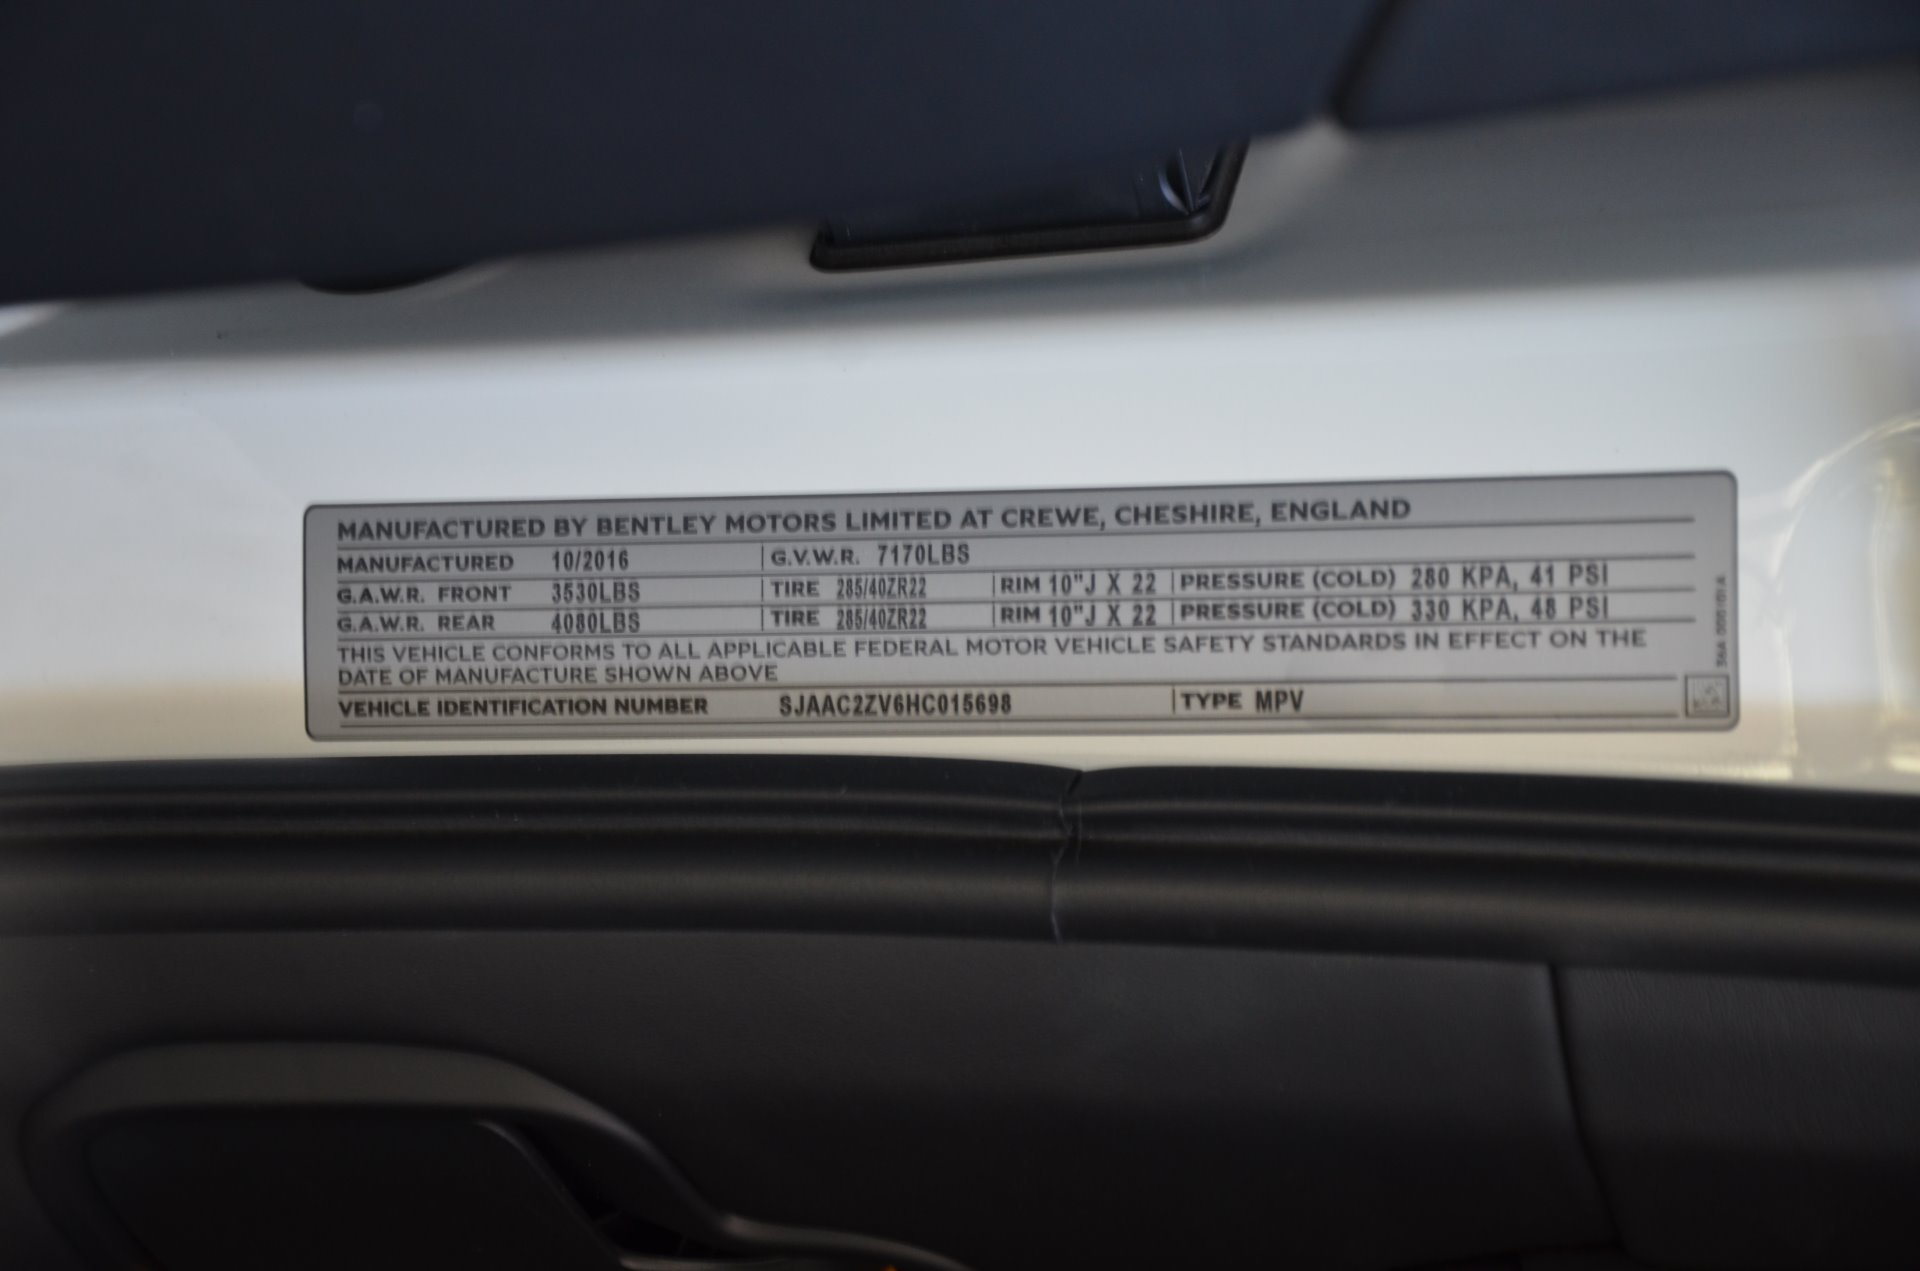 MANUFACTURED BY BENTLEY MOTORS LIMITED AT CREWE, CHESHIRE, ENGLAND
MANUFACTURED 10/2016 G.V.W.R. 7170LBS
G.A.W.R. FRONT 3530LBS TIRE 285/40ZR22 RIM 10"J X 22 PRESSURE (COLD) 280 KPA, 41 PSI
G.A.W.R. REAR 4080LBS TIRE 285/40ZR22 RIM 10"J X 22 PRESSURE (COLD) 330 KPA, 48 PSI
THIS VEHICLE CONFORMS TO ALL APPLICABLE FEDERAL MOTOR VEHICLE SAFETY STANDARDS IN EFFECT ON THE
DATE OF MANUFACTURE SHOWN ABOVE
VEHICLE IDENTIFICATION NUMBER SJAAC2ZV6HC015698 TYPE MPV